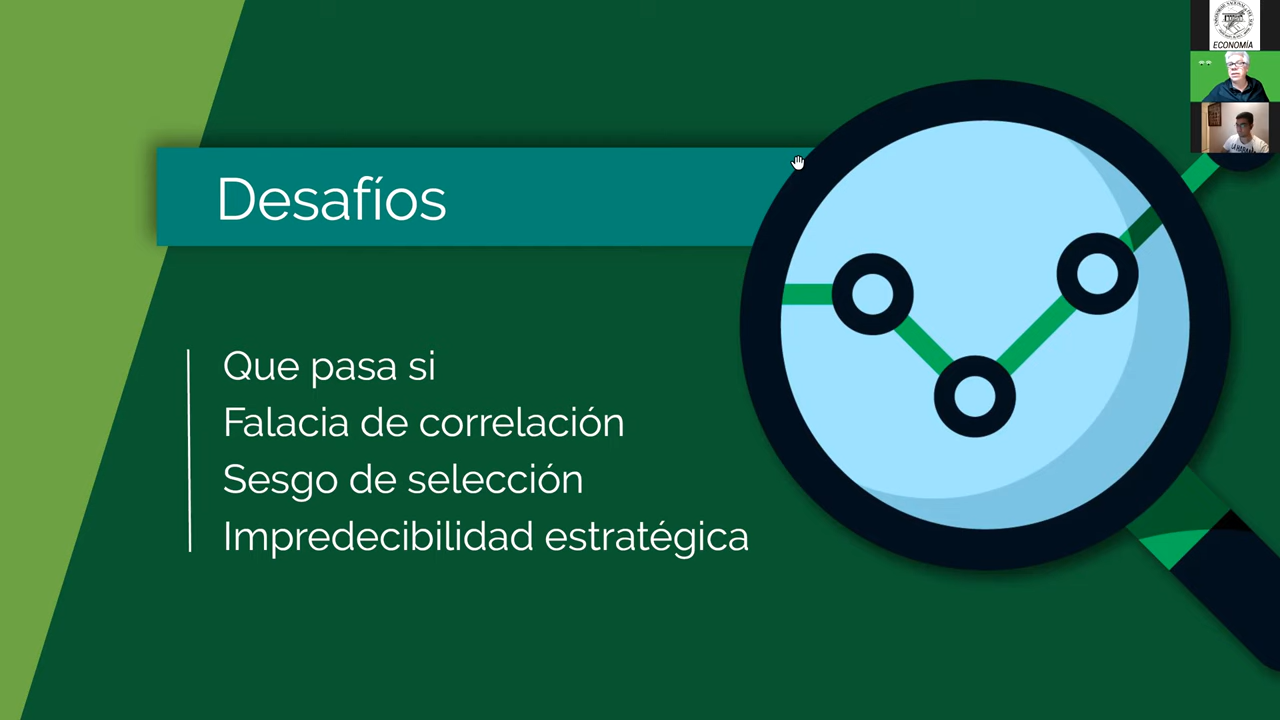 ECONOMÍA
Desafíos
Que pasa si
Falacia de correlación
Sesgo de selección
Impredecibilidad estratégica